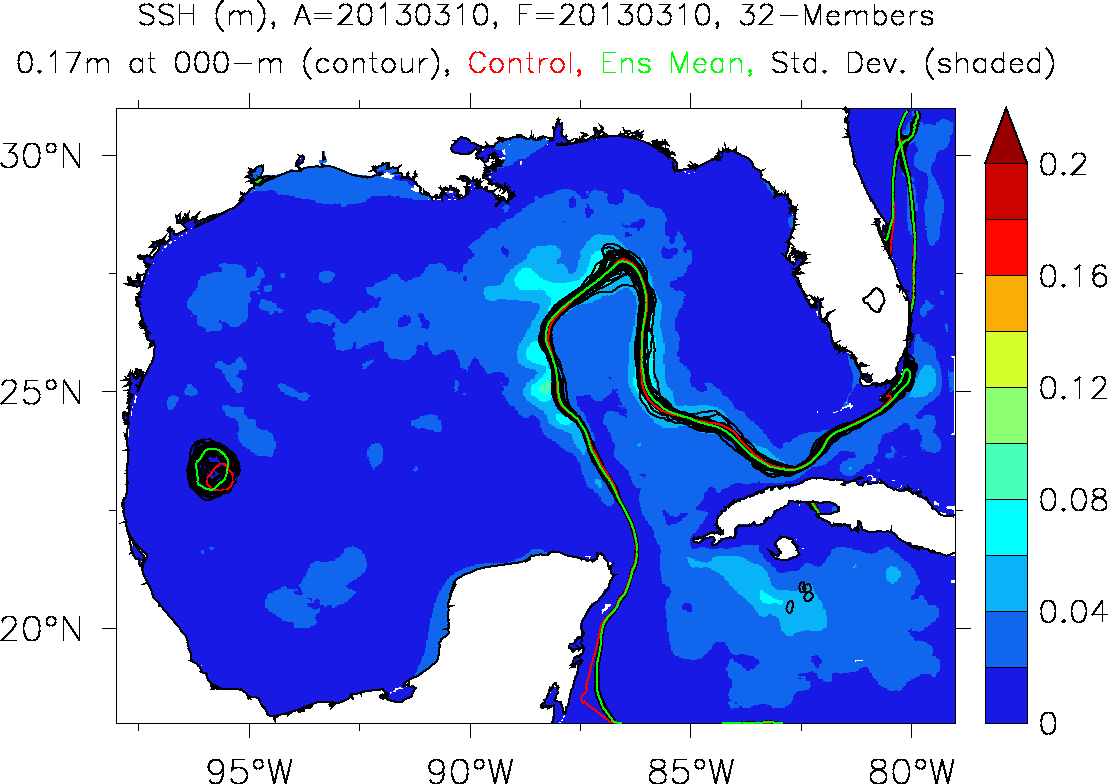 SSH (m), A=20130310, F=20130310, 32-Members
0.17m at 000-m (contour), Control, Ens Mean, Std. Dev. (shaded)
30°N
25°N
20°N
95°W 90°W 85°W 80°W
0.2
0.16
0.12
0.08
0.04
0